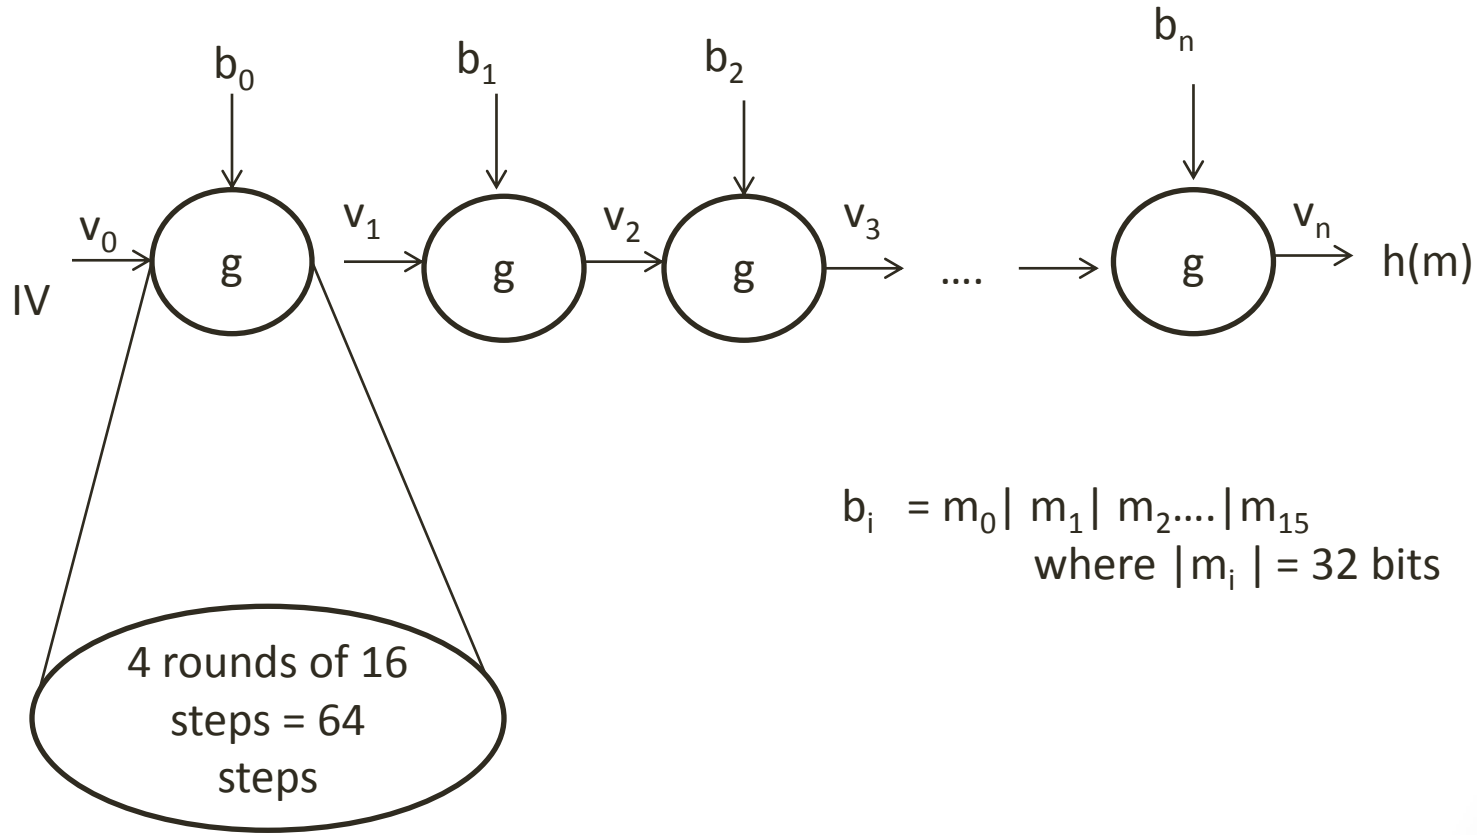 b₀
b₁
b₂
bₙ
v₀
g
v₁
g
v₂
g
v₃
....
g
vₙ
h(m)
IV
bᵢ = m₀| m₁| m₂....|m₁₅
where |mᵢ | = 32 bits
4 rounds of 16
steps = 64
steps